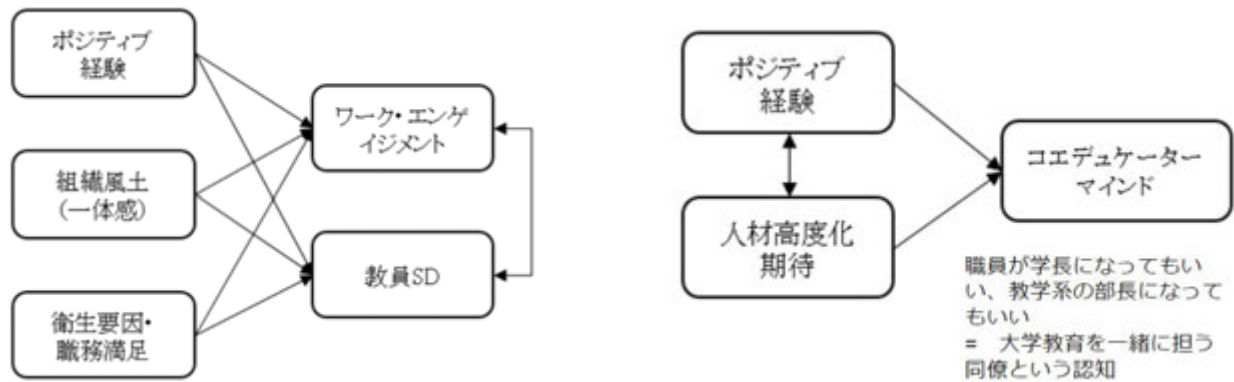 ポジティブ
経験
組織風土
(一体感)
衛生要因・
職務満足
ワーク・エンゲ
イジメント
教員SD
ポジティブ
経験
人材高度化
期待
コエデュケーター
マインド
職員が学長になってもい
い、教学系の部長になって
もいい
= 大学教育を一緒に担う
同僚という認知